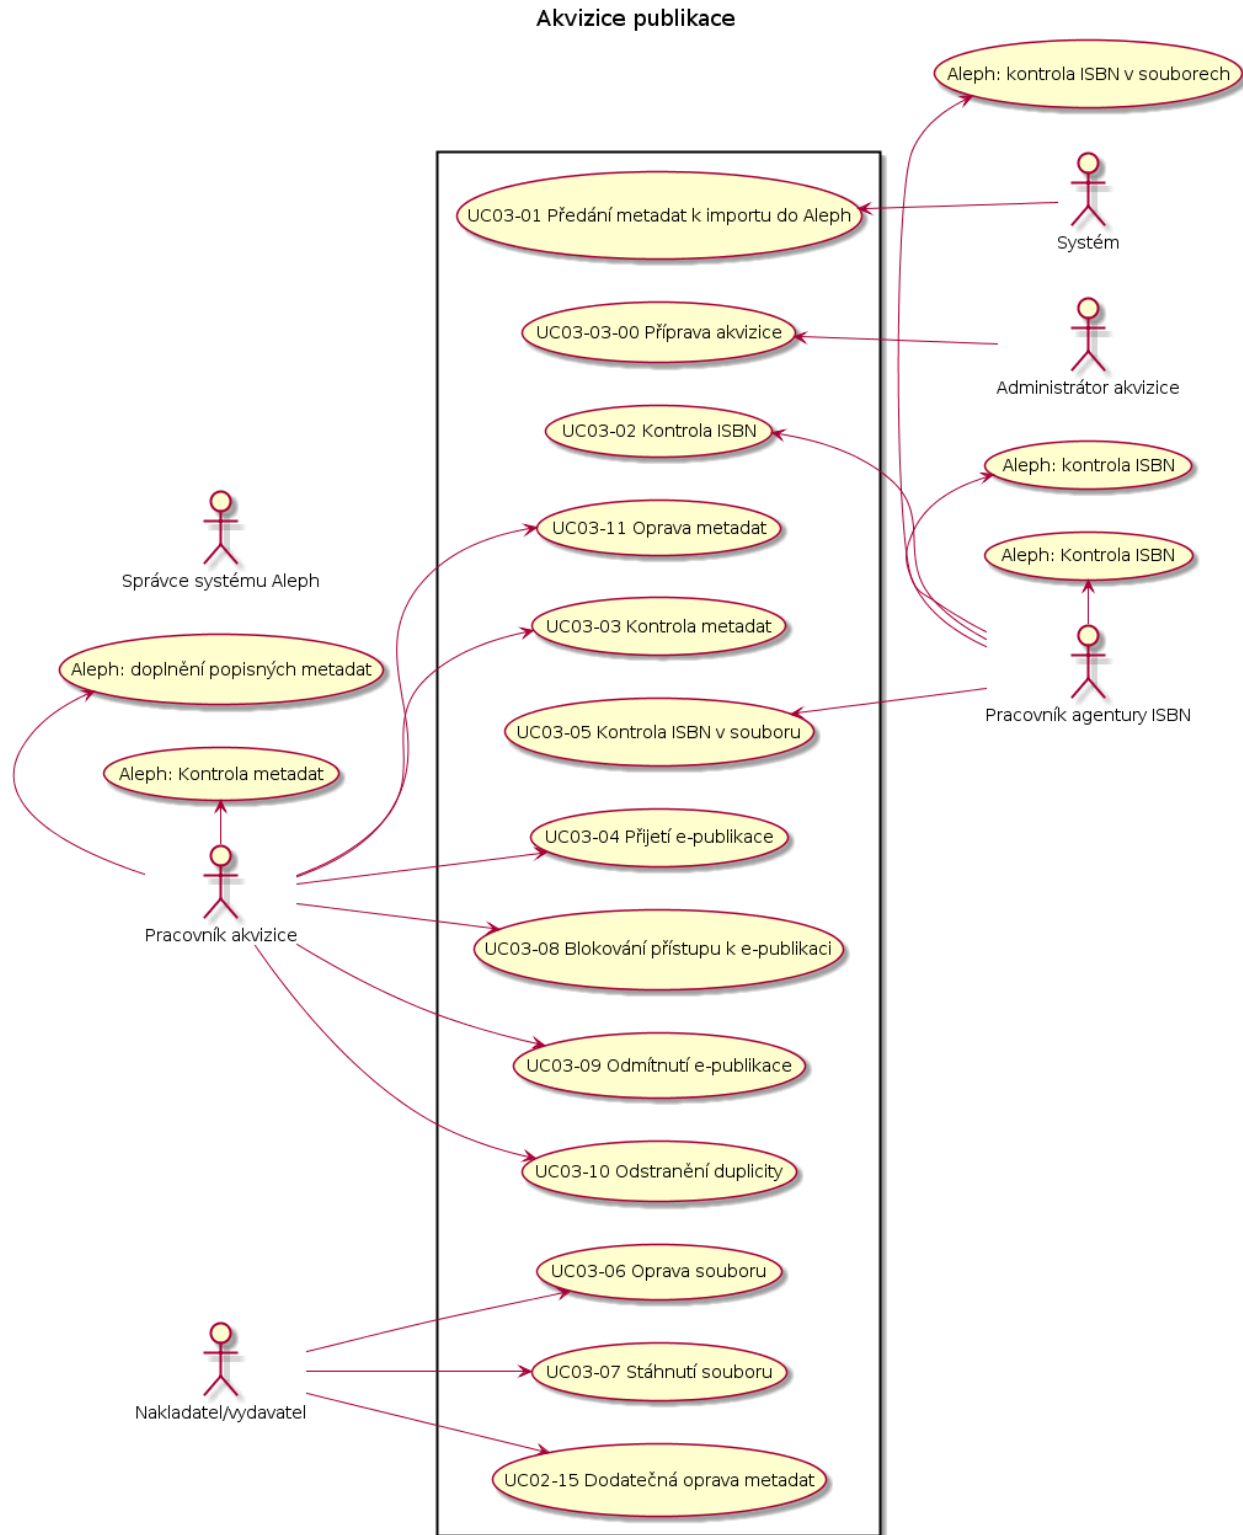 Akvizice publikace
Aleph: kontrola ISBN v souborech
UC03-01 Předání metadat k importu do Aleph
Systém
UC03-03-00 Příprava akvizice
Administrátor akvizice
UC03-02 Kontrola ISBN
Aleph: kontrola ISBN
UC03-11 Oprava metadat
Aleph: Kontrola ISBN
Správce systému Aleph
UC03-03 Kontrola metadat
Aleph: doplnění popisných metadat
Pracovník agentury ISBN
UC03-05 Kontrola ISBN v souboru
Aleph: Kontrola metadat
UC03-04 Přijetí e-publikace
Pracovník akvizice
UC03-08 Blokování přístupu k e-publikaci
UC03-09 Odmítnutí e-publikace
UC03-10 Odstranění duplicity
UC03-06 Oprava souboru
UC03-07 Stáhnutí souboru
Nakladatel/vydavatel
UC02-15 Dodatečná oprava metadat